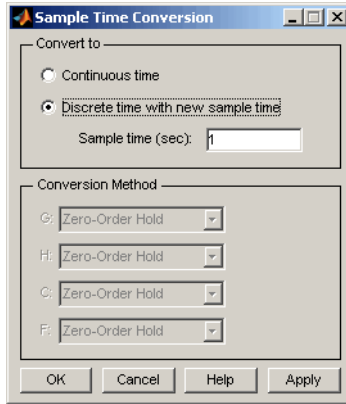 Sample Time Conversion
Convert to
Continuous time
Discrete time with new sample time
Sample time (sec): 1
Conversion Method
G: Zero-Order Hold
H: Zero-Order Hold
C: Zero-Order Hold
F: Zero-Order Hold
OK Cancel Help Apply